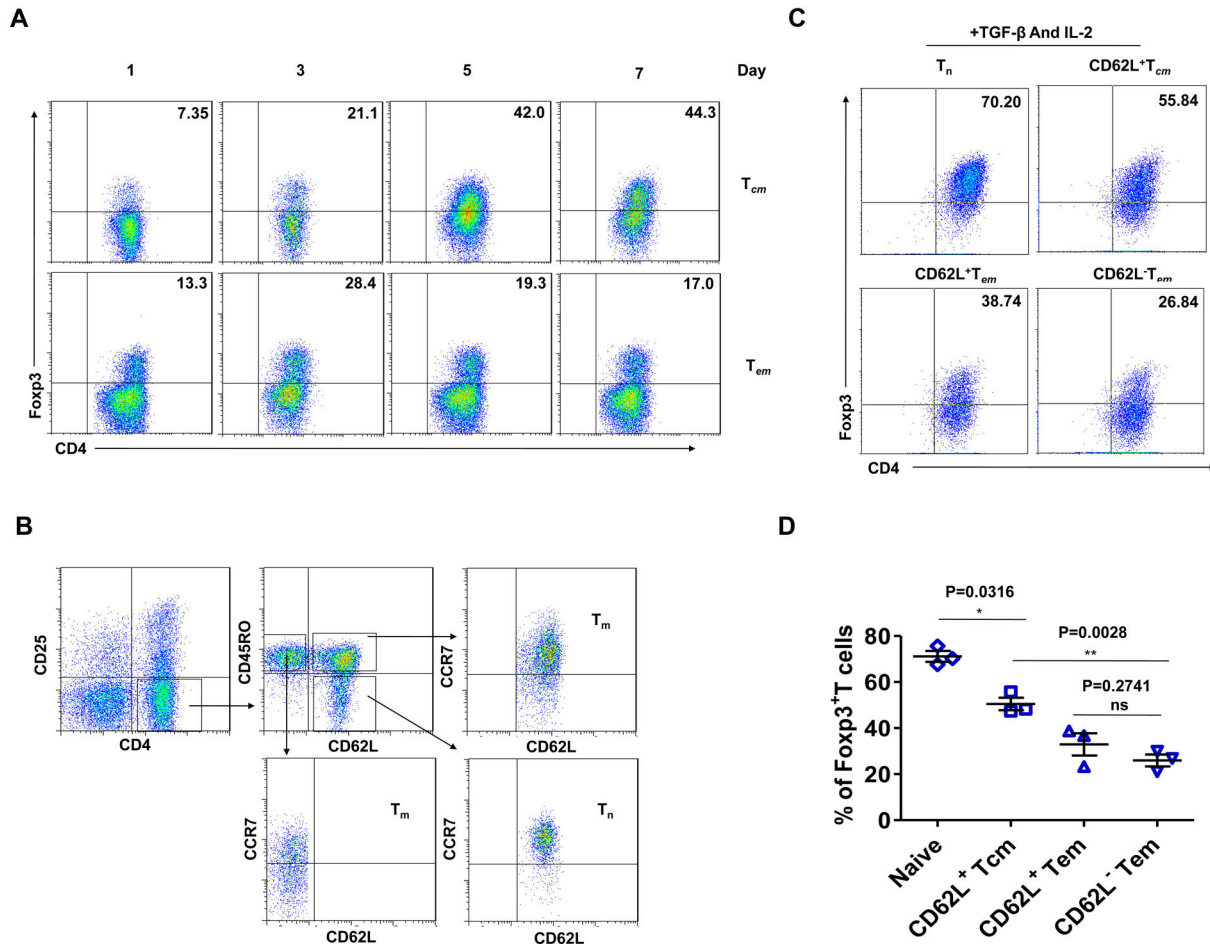 A
1 3 5 7 Day
7.35 21.1 42.0 44.3
Tcm
13.3 28.4 19.3 17.0
Tem
Foxp3
CD4
B
CD25
CD4
CD45RO
CD62L
CCR7
Tm
CD62L
CCR7
Tm
CD62L
CCR7
Tn
CD62L
C
+TGF-β And IL-2
Tn CD62L+Tcm
70.20 55.84
CD62L+Tem CD62L-Tem
38.74 26.84
Foxp3
CD4
D
P=0.0316
*
P=0.0028
**
P=0.2741
ns
% of Foxp3+T cells
80
60
40
20
0
Naive
CD62L+ Tcm
CD62L+ Tem
CD62L- Tem